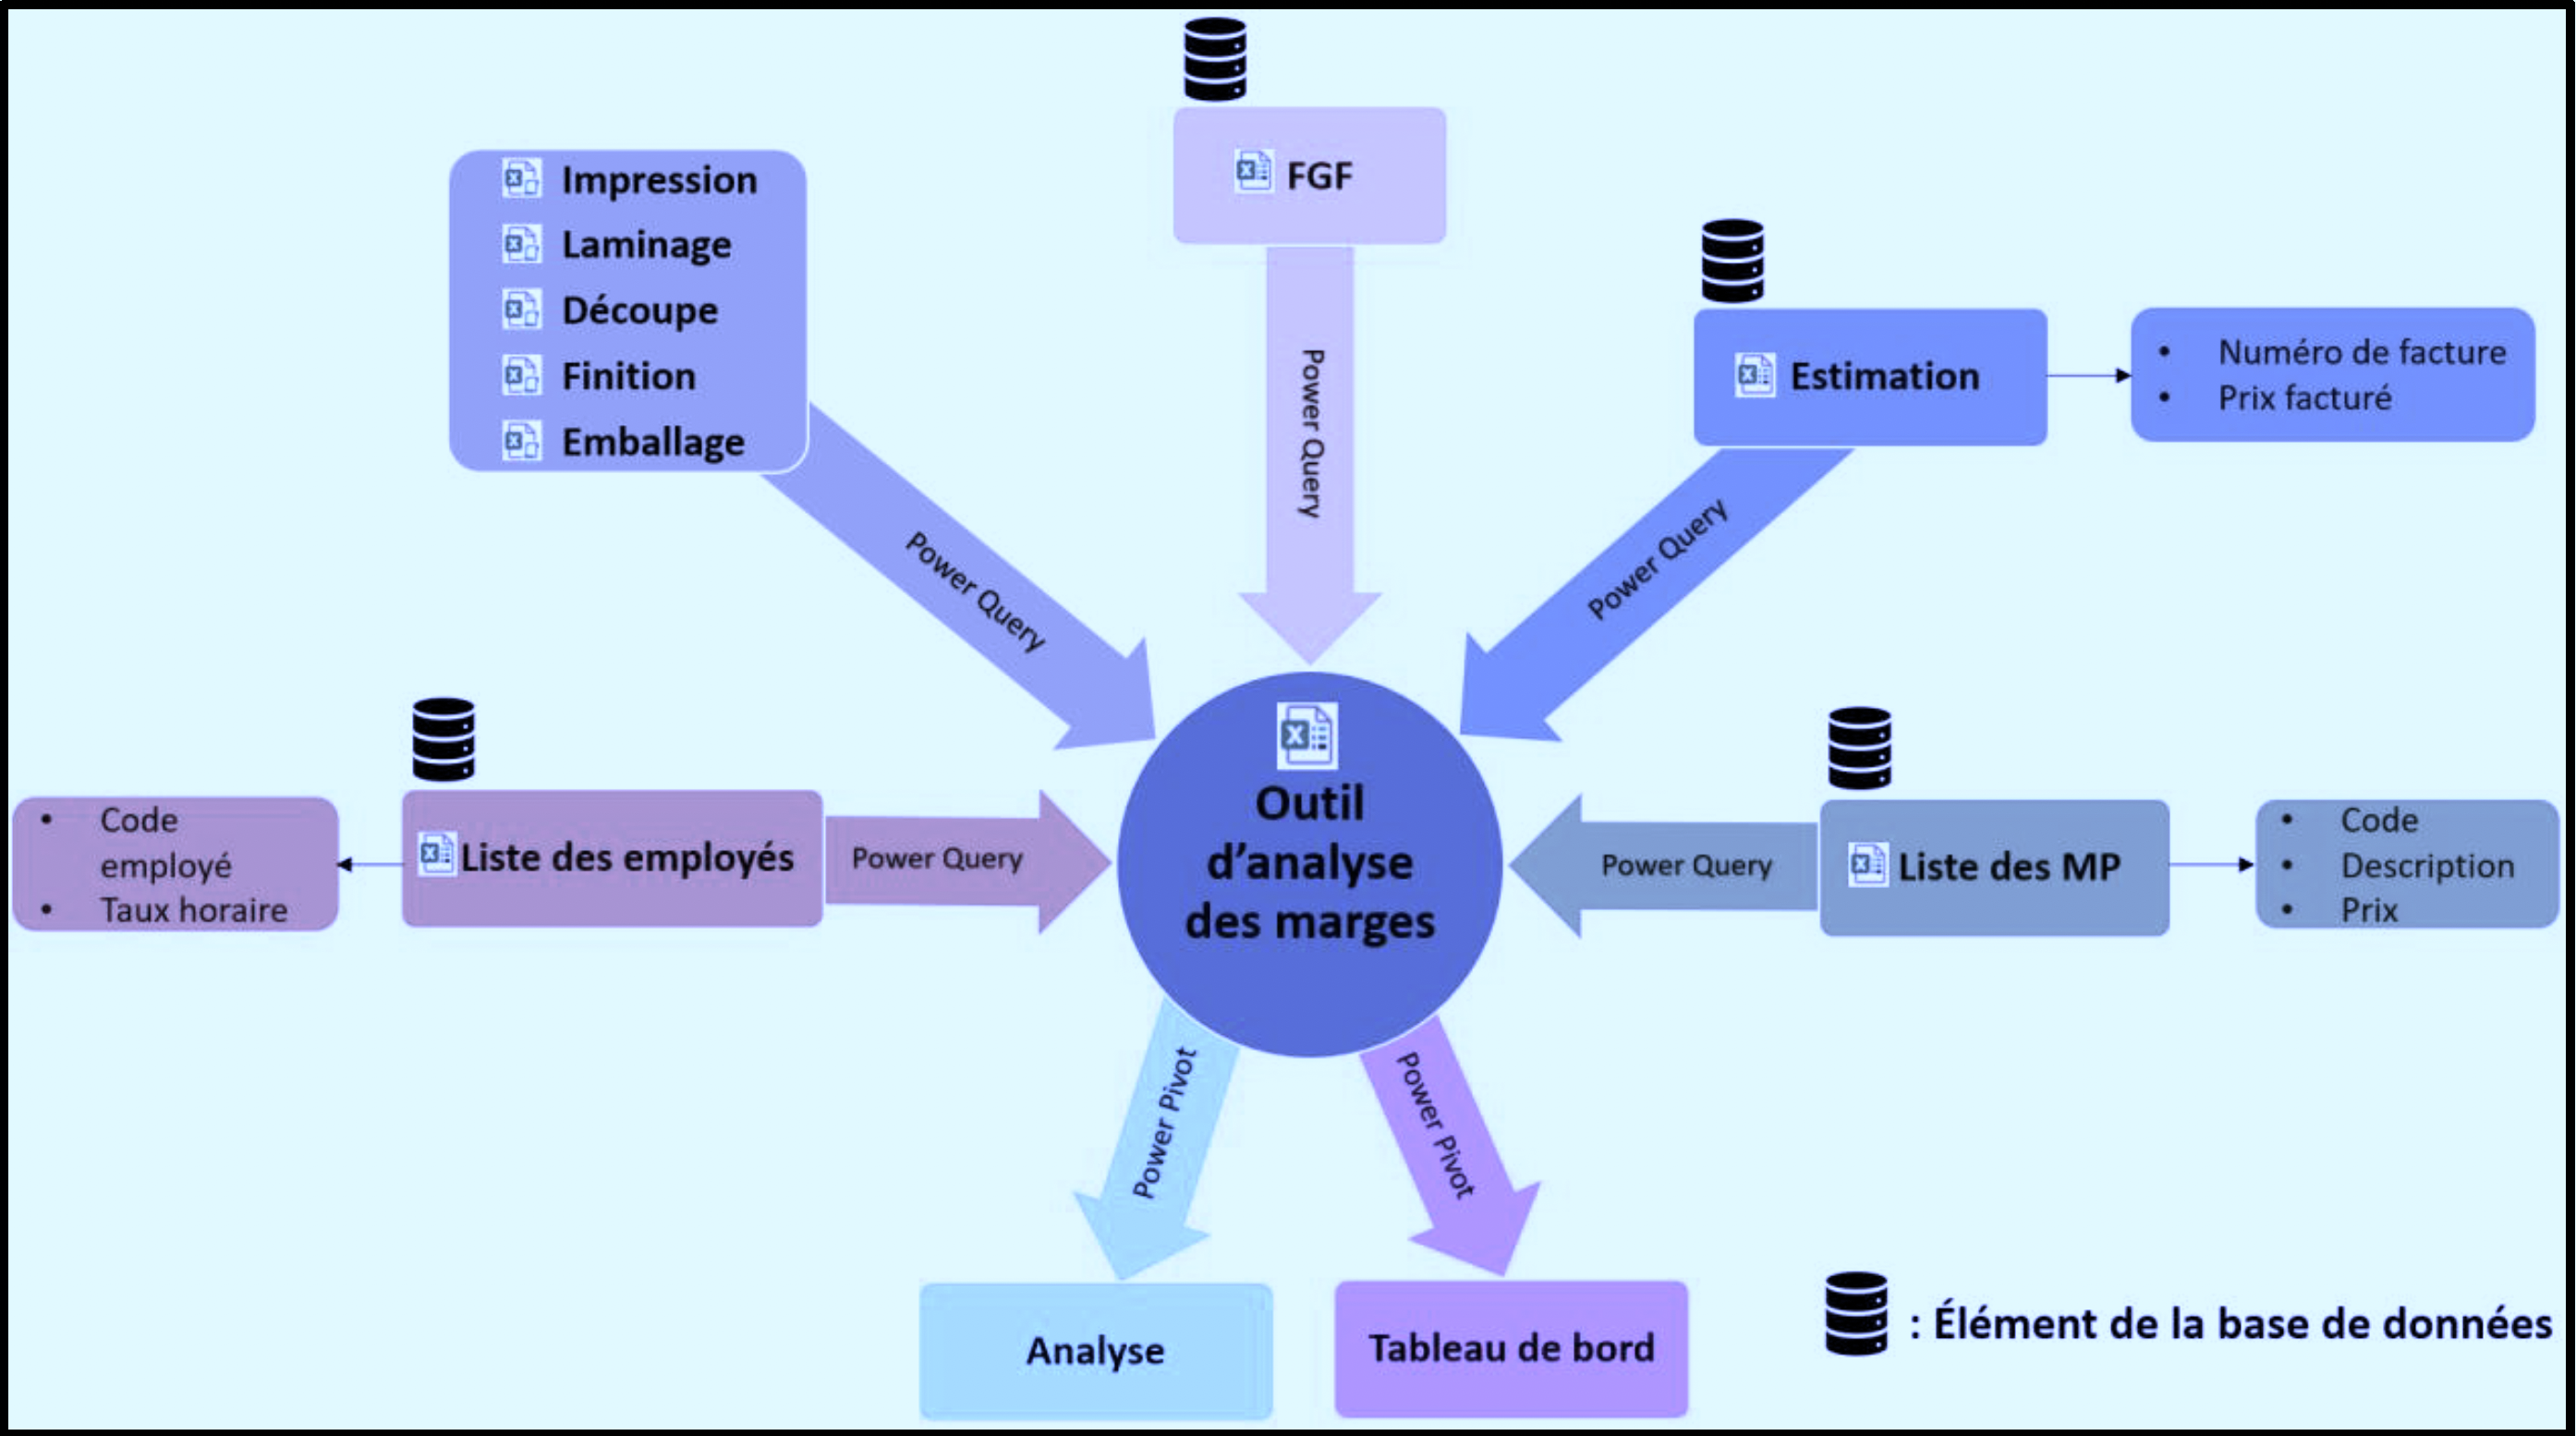 FGF
Impression
Laminage
Découpe
Finition
Emballage
Estimation
• Numéro de facture
• Prix facturé
Power Query
Power Query
Power Query
• Code
employé
• Taux horaire
Liste des employés
Power Query
Outil
d’analyse
des marges
Power Query
Liste des MP
• Code
• Description
• Prix
Power Pivot
Power Pivot
Analyse
Tableau de bord
: Élément de la base de données